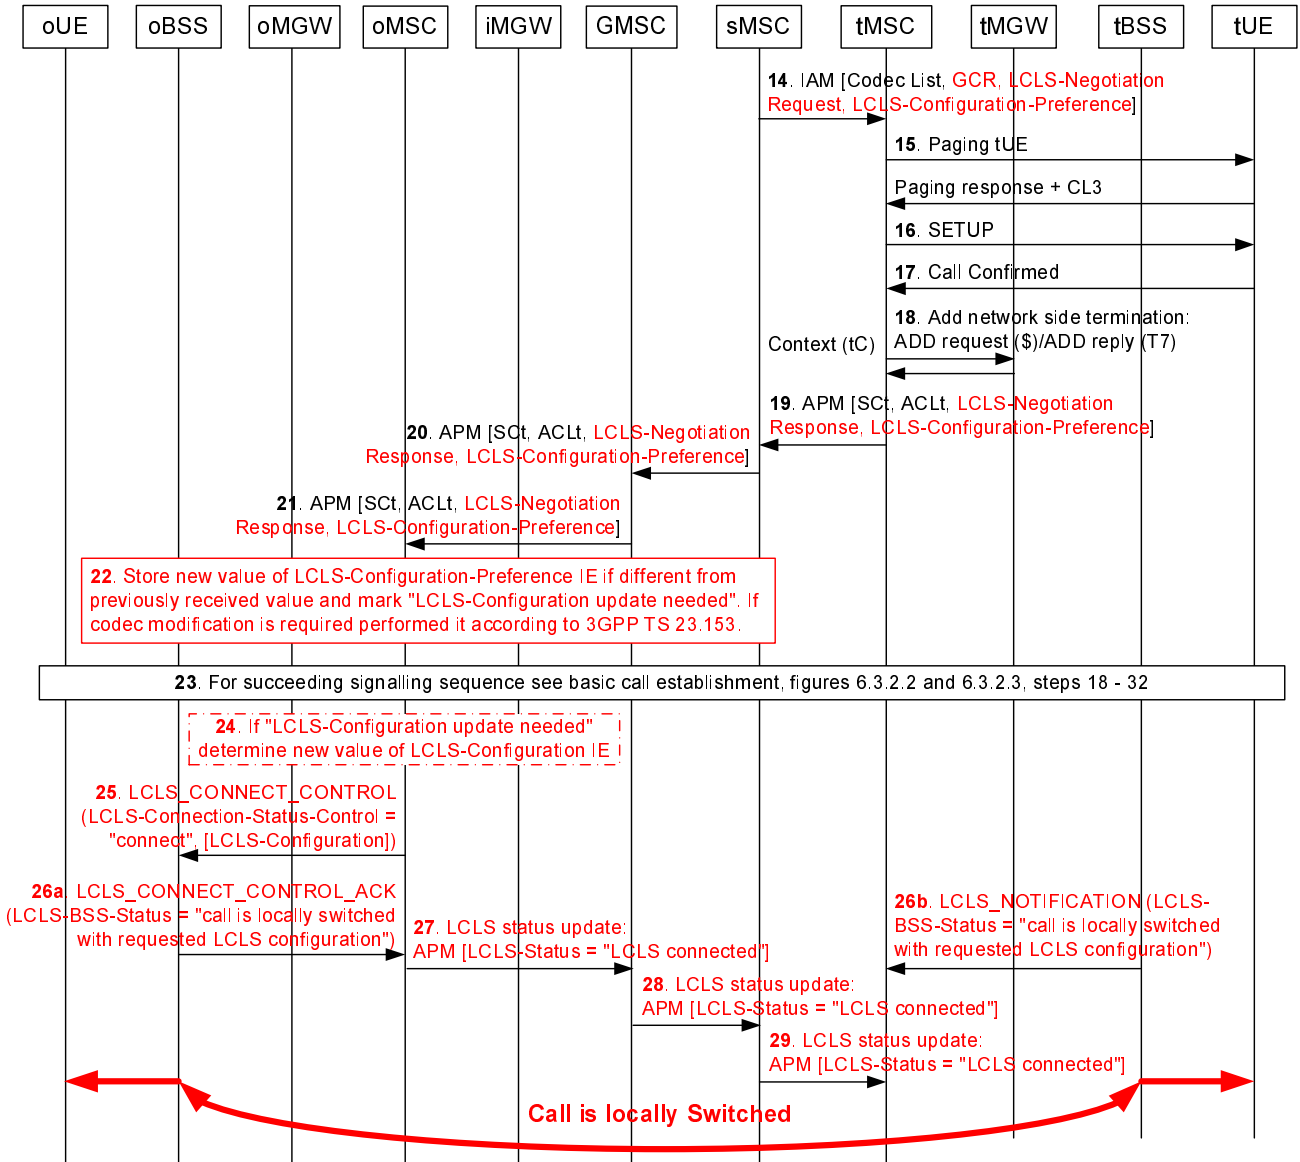 oUE oBSS oMGW oMSC iMGW GMSC sMSC tMSC tMGW tBSS tUE
14. IAM [Codec List, GCR, LCLS-Negotiation
Request, LCLS-Configuration-Preference]
15. Paging tUE
Paging response + CL3
16. SETUP
17. Call Confirmed
18. Add network side termination:
ADD request ($)/ADD reply (T7)
Context (tC)
19. APM [SCt, ACLt, LCLS-Negotiation
Response, LCLS-Configuration-Preference]
20. APM [SCt, ACLt, LCLS-Negotiation
Response, LCLS-Configuration-Preference]
21. APM [SCt, ACLt, LCLS-Negotiation
Response, LCLS-Configuration-Preference]
22. Store new value of LCLS-Configuration-Preference IE if different from
previously received value and mark "LCLS-Configuration update needed". If
codec modification is required performed it according to 3GPP TS 23.153.
23. For succeeding signalling sequence see basic call establishment, figures 6.3.2.2 and 6.3.2.3, steps 18 - 32
24. If "LCLS-Configuration update needed"
determine new value of LCLS-Configuration IE
25. LCLS_CONNECT_CONTROL
(LCLS-Connection-Status-Control =
"connect", [LCLS-Configuration])
26a. LCLS_CONNECT_CONTROL_ACK
(LCLS-BSS-Status = "call is locally switched
with requested LCLS configuration")
26b. LCLS_NOTIFICATION (LCLS-
BSS-Status = "call is locally switched
with requested LCLS configuration")
27. LCLS status update:
APM [LCLS-Status = "LCLS connected"]
28. LCLS status update:
APM [LCLS-Status = "LCLS connected"]
29. LCLS status update:
APM [LCLS-Status = "LCLS connected"]
Call is locally Switched